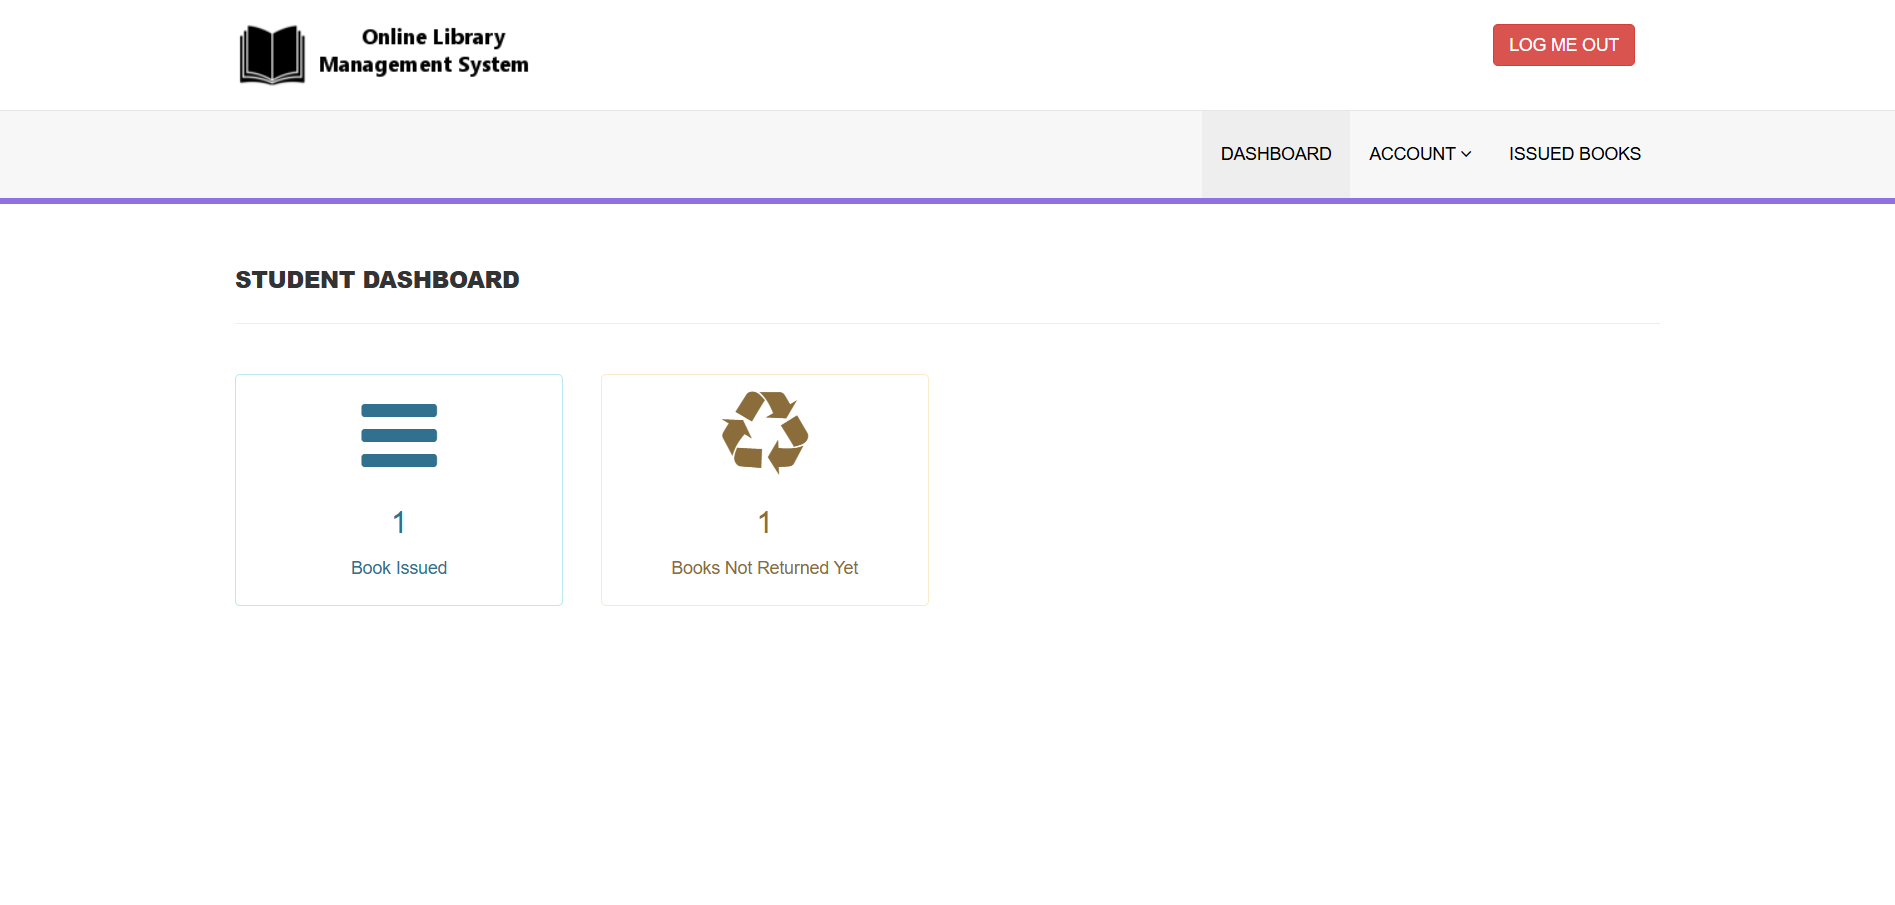 Online Library
Management System
LOG ME OUT
DASHBOARD
ACCOUNT
ISSUED BOOKS
STUDENT DASHBOARD
1
Book Issued
1
Books Not Returned Yet